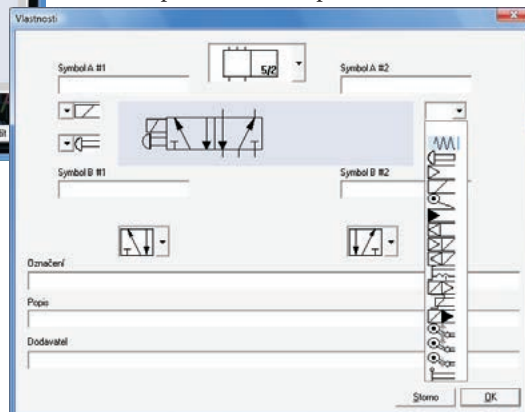 Vlastnosti
5/2
Symbol A #1
Symbol A #2
Symbol B #1
Symbol B #2
Označení
Popis
Dodavatel
Storno
OK